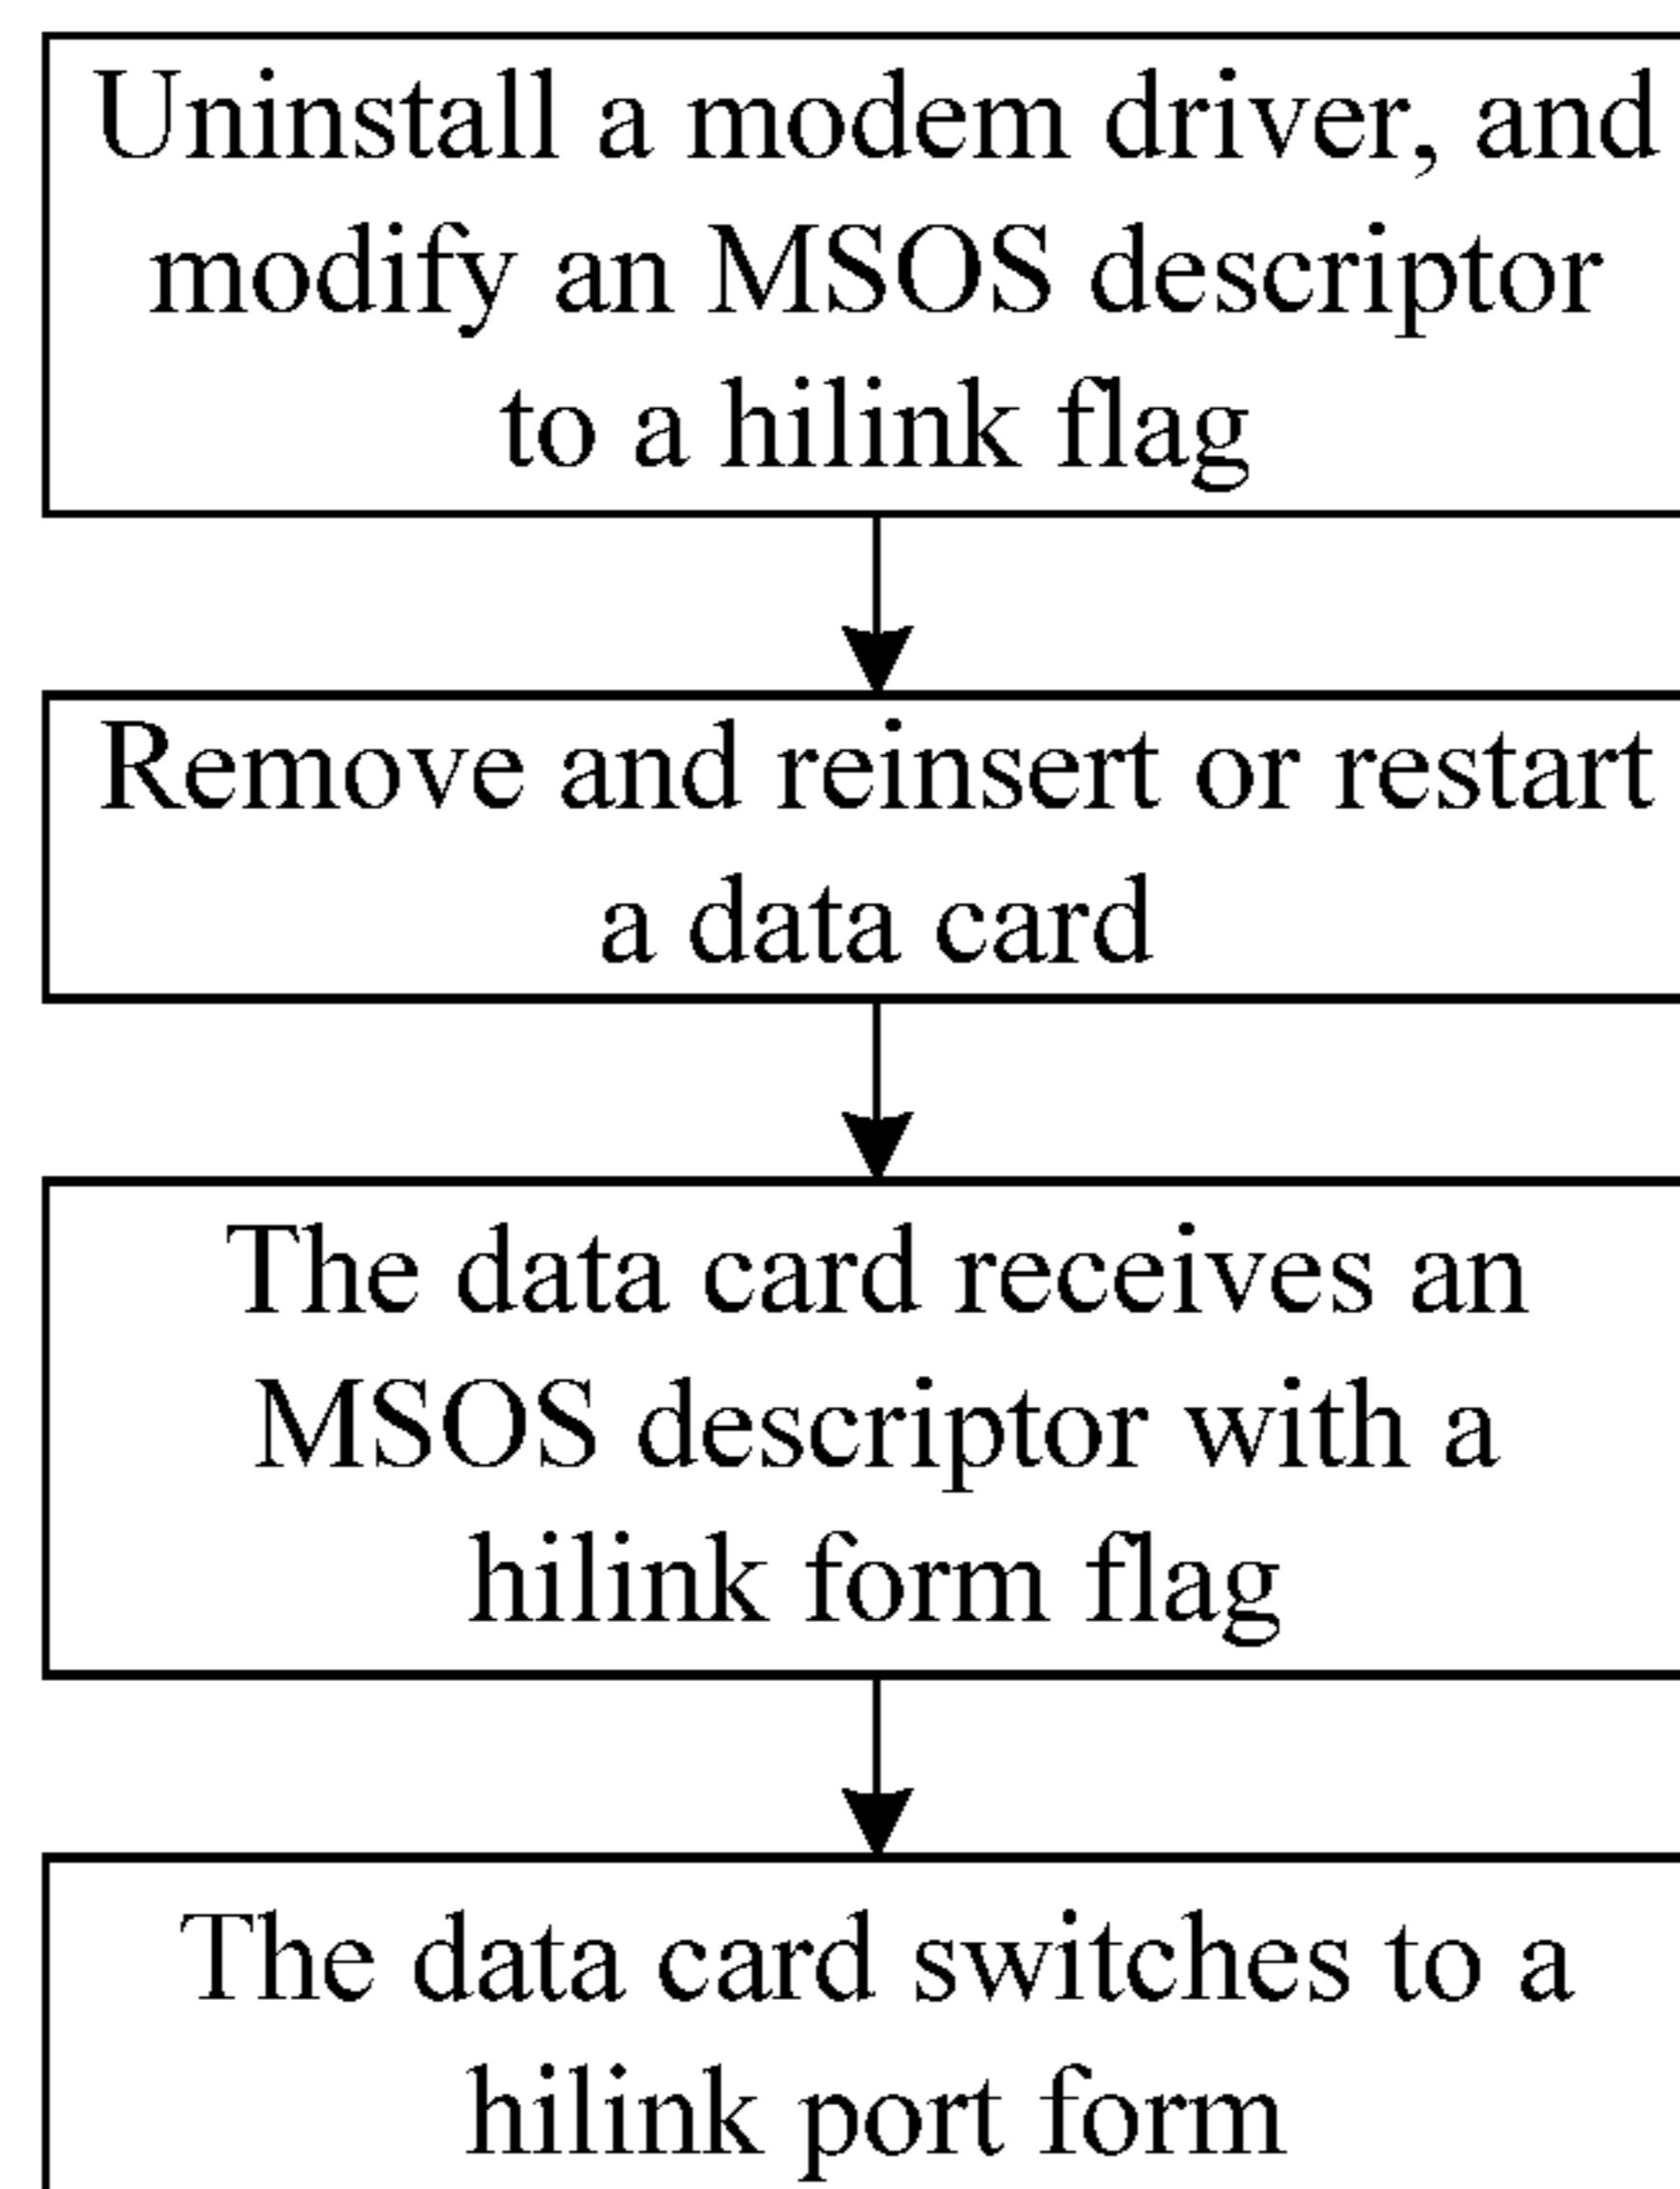 Uninstall a modem driver, and
modify an MSOS descriptor
to a hilink flag
Remove and reinsert or restart
a data card
The data card receives an
MSOS descriptor with a
hilink form flag
The data card switches to a
hilink port form